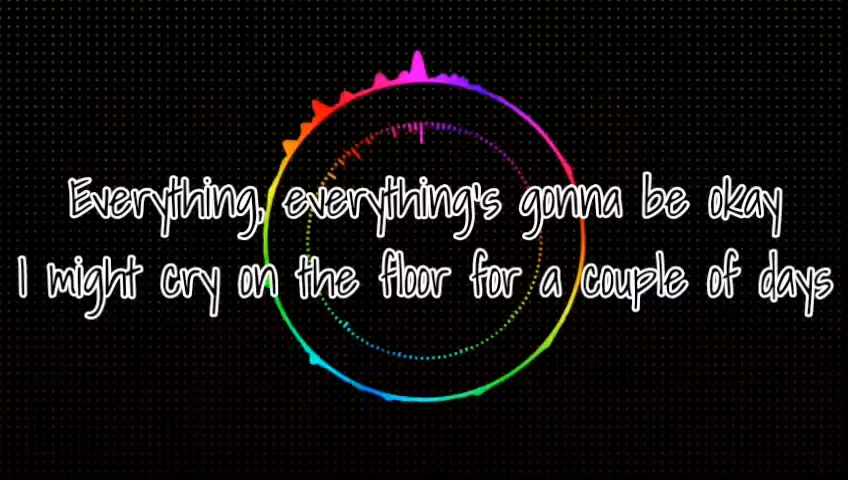 Everything, everything's gonna be okay
I might cry on the floor for a couple of days